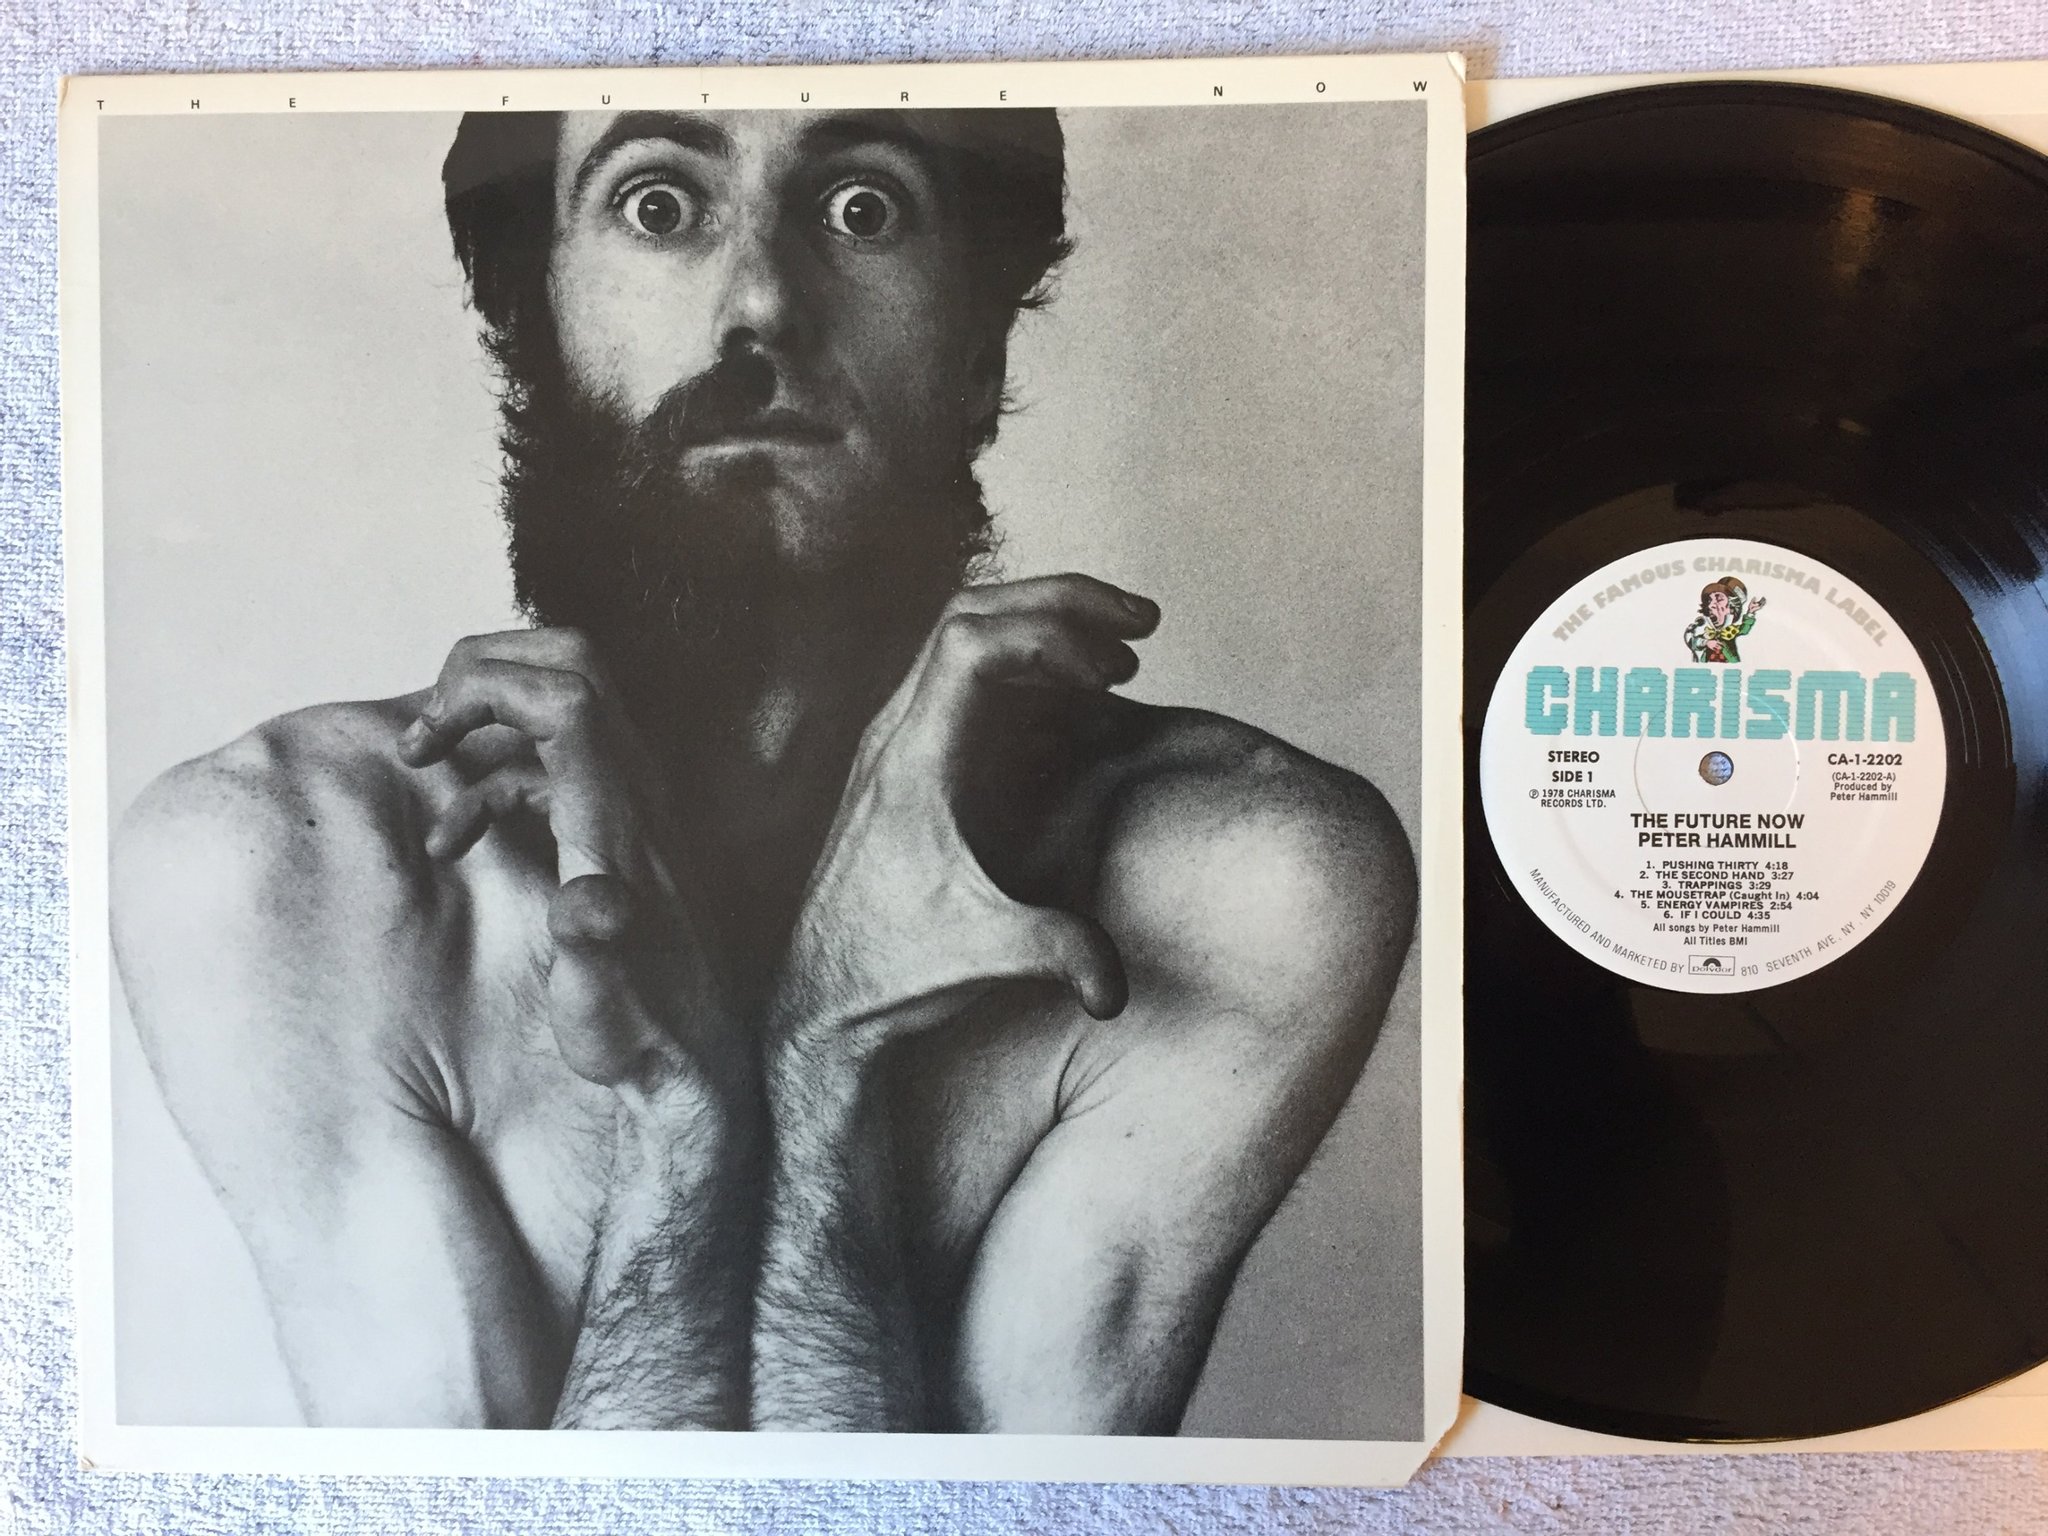 THE FUTURE NOW
THE FAMOUS CHARISMA LABEL
CHARISMA
STEREO
SIDE 1
℗ 1978 CHARISMA
RECORDS LTD.
CA-1-2202
(CA-1-2202-A)
Produced by
Peter Hammill
THE FUTURE NOW
PETER HAMMILL
1. PUSHING THIRTY 4:18
2. THE SECOND HAND 3:27
3. TRAPPINGS 3:29
4. THE MOUSETRAP (Caught In) 4:04
5. ENERGY VAMPIRES 2:54
6. IF I COULD 4:35
All songs by Peter Hammill
All Titles BMI
MANUFACTURED AND MARKETED BY polydor 810 SEVENTH AVE., NY., NY 10019